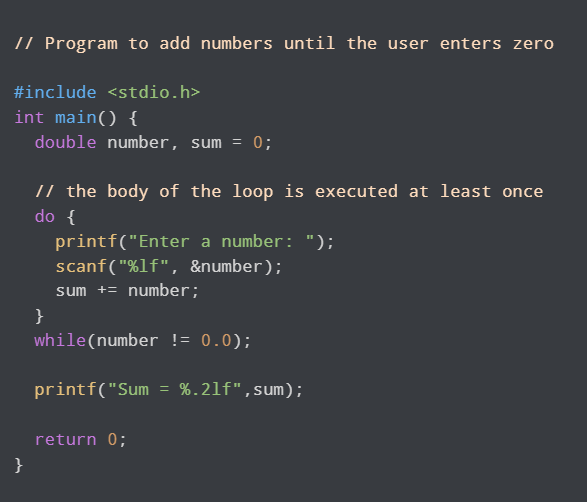 // Program to add numbers until the user enters zero
#include <stdio.h>
int main() {
  double number, sum = 0;
  // the body of the loop is executed at least once
  do {
    printf("Enter a number: ");
    scanf("%lf", &number);
    sum += number;
  }
  while(number != 0.0);
  printf("Sum = %.2lf",sum);
  return 0;
}